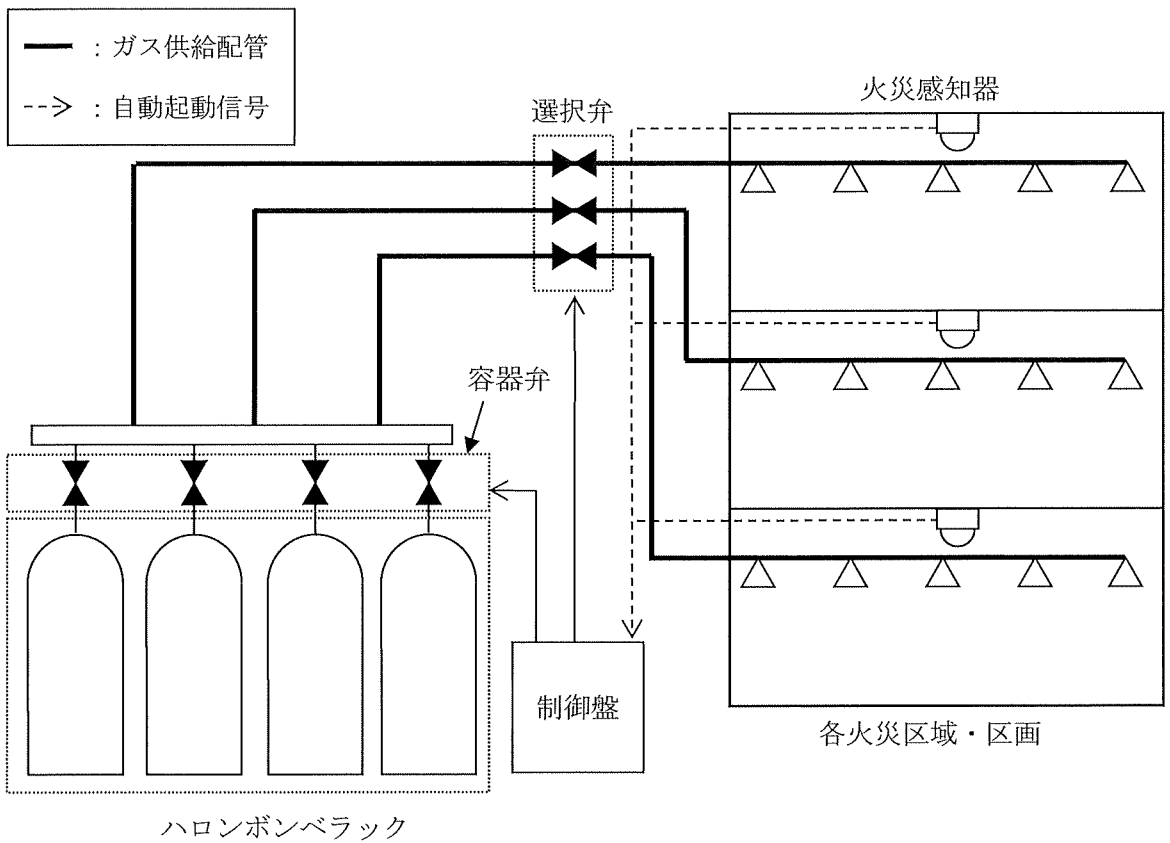 ：ガス供給配管
：自動起動信号
火災感知器
選択弁
容器弁
制御盤
各火災区域・区画
ハロンボンベラック